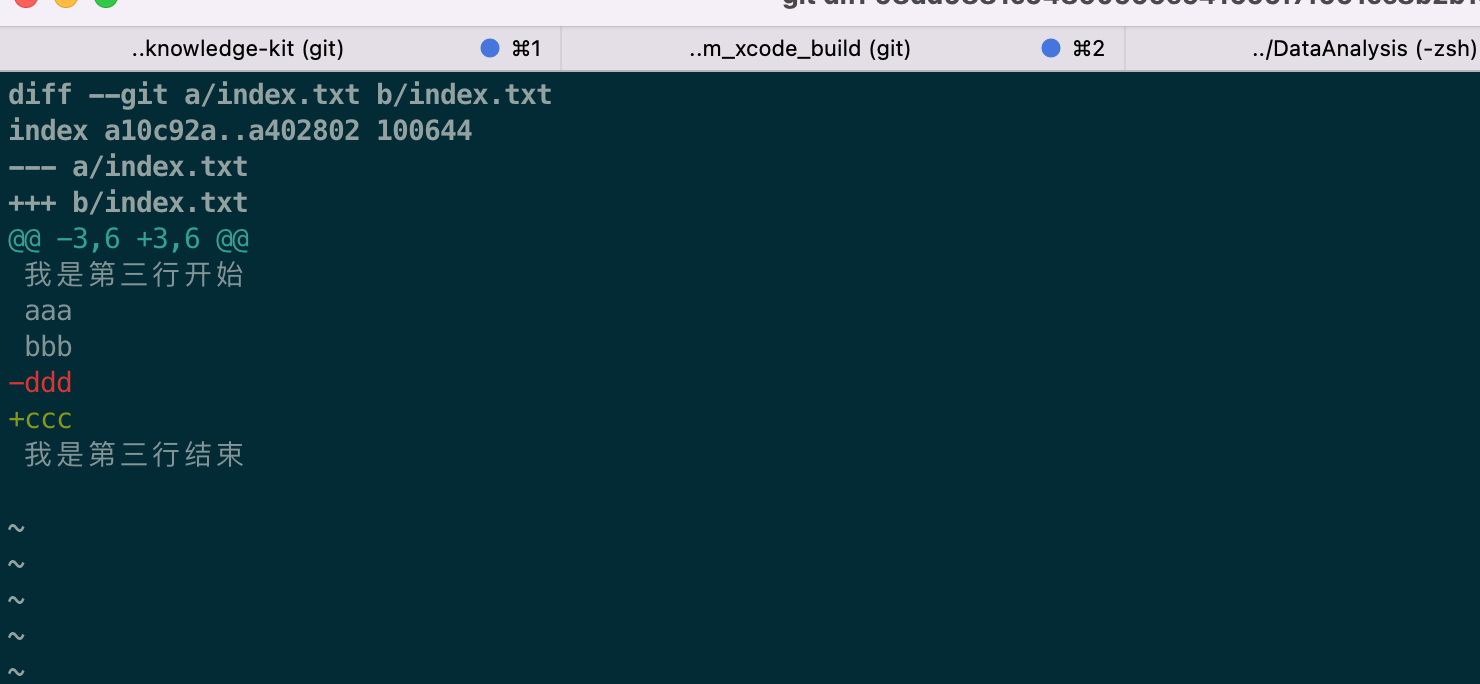 git diff
..knowledge-kit (git) ⌘1 ..m_xcode_build (git) ⌘2 ../DataAnalysis (-zsh)
diff --git a/index.txt b/index.txt
index a10c92a..a402802 100644
--- a/index.txt
+++ b/index.txt
@@ -3,6 +3,6 @@
 我是第三行开始
 aaa
 bbb
-ddd
+ccc
 我是第三行结束
~
~
~
~
~